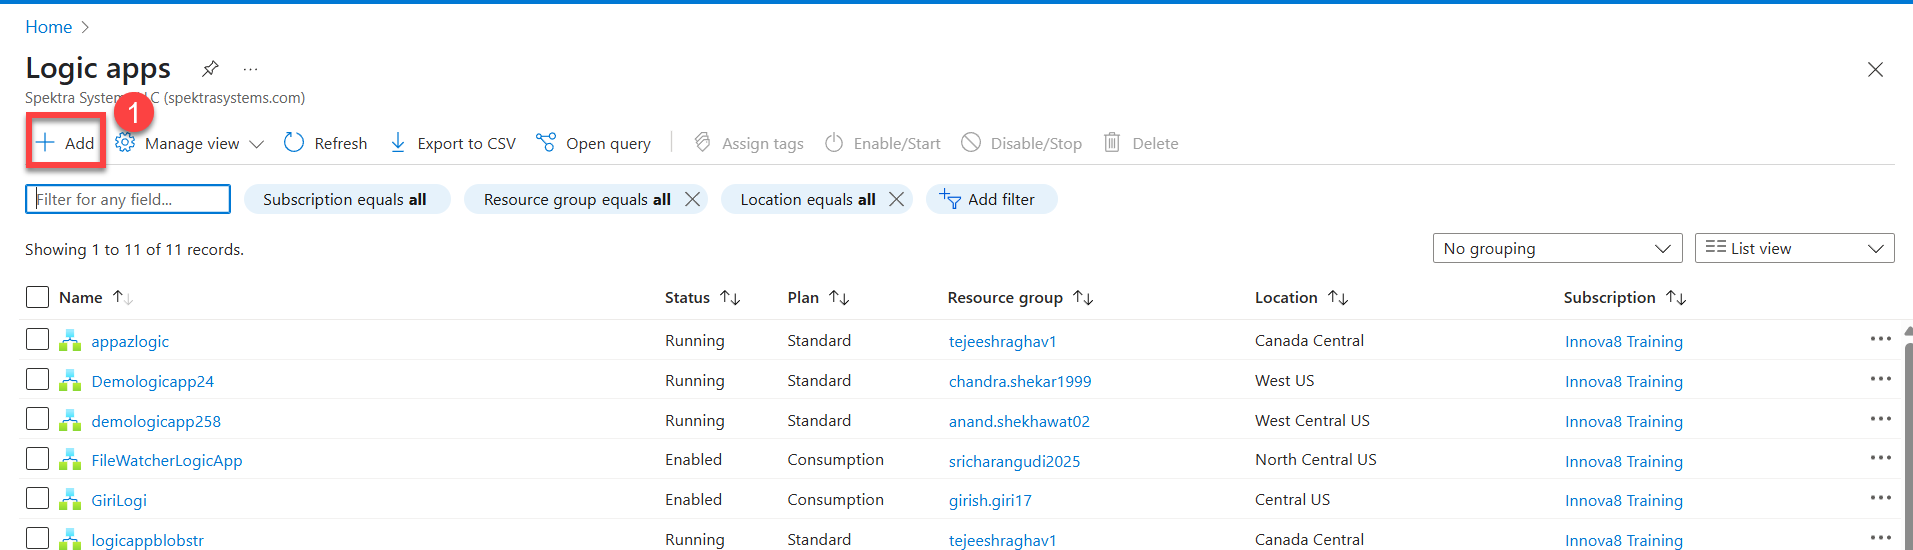 Home
Logic apps
Spektra System LC (spektrasystems.com)
1
Add Manage view Refresh Export to CSV Open query Assign tags Enable/Start Disable/Stop Delete
Filter for any field... Subscription equals all Resource group equals all Location equals all Add filter
Showing 1 to 11 of 11 records. No grouping List view
Name Status Plan Resource group Location Subscription
appazlogic Running Standard tejeeshraghav1 Canada Central Innova8 Training
Demologicapp24 Running Standard chandra.shekar1999 West US Innova8 Training
demologicapp258 Running Standard anand.shekhawat02 West Central US Innova8 Training
FileWatcherLogicApp Enabled Consumption sricharangudi2025 North Central US Innova8 Training
GiriLogi Enabled Consumption girish.giri17 Central US Innova8 Training
logicappblobstr Running Standard tejeeshraghav1 Canada Central Innova8 Training